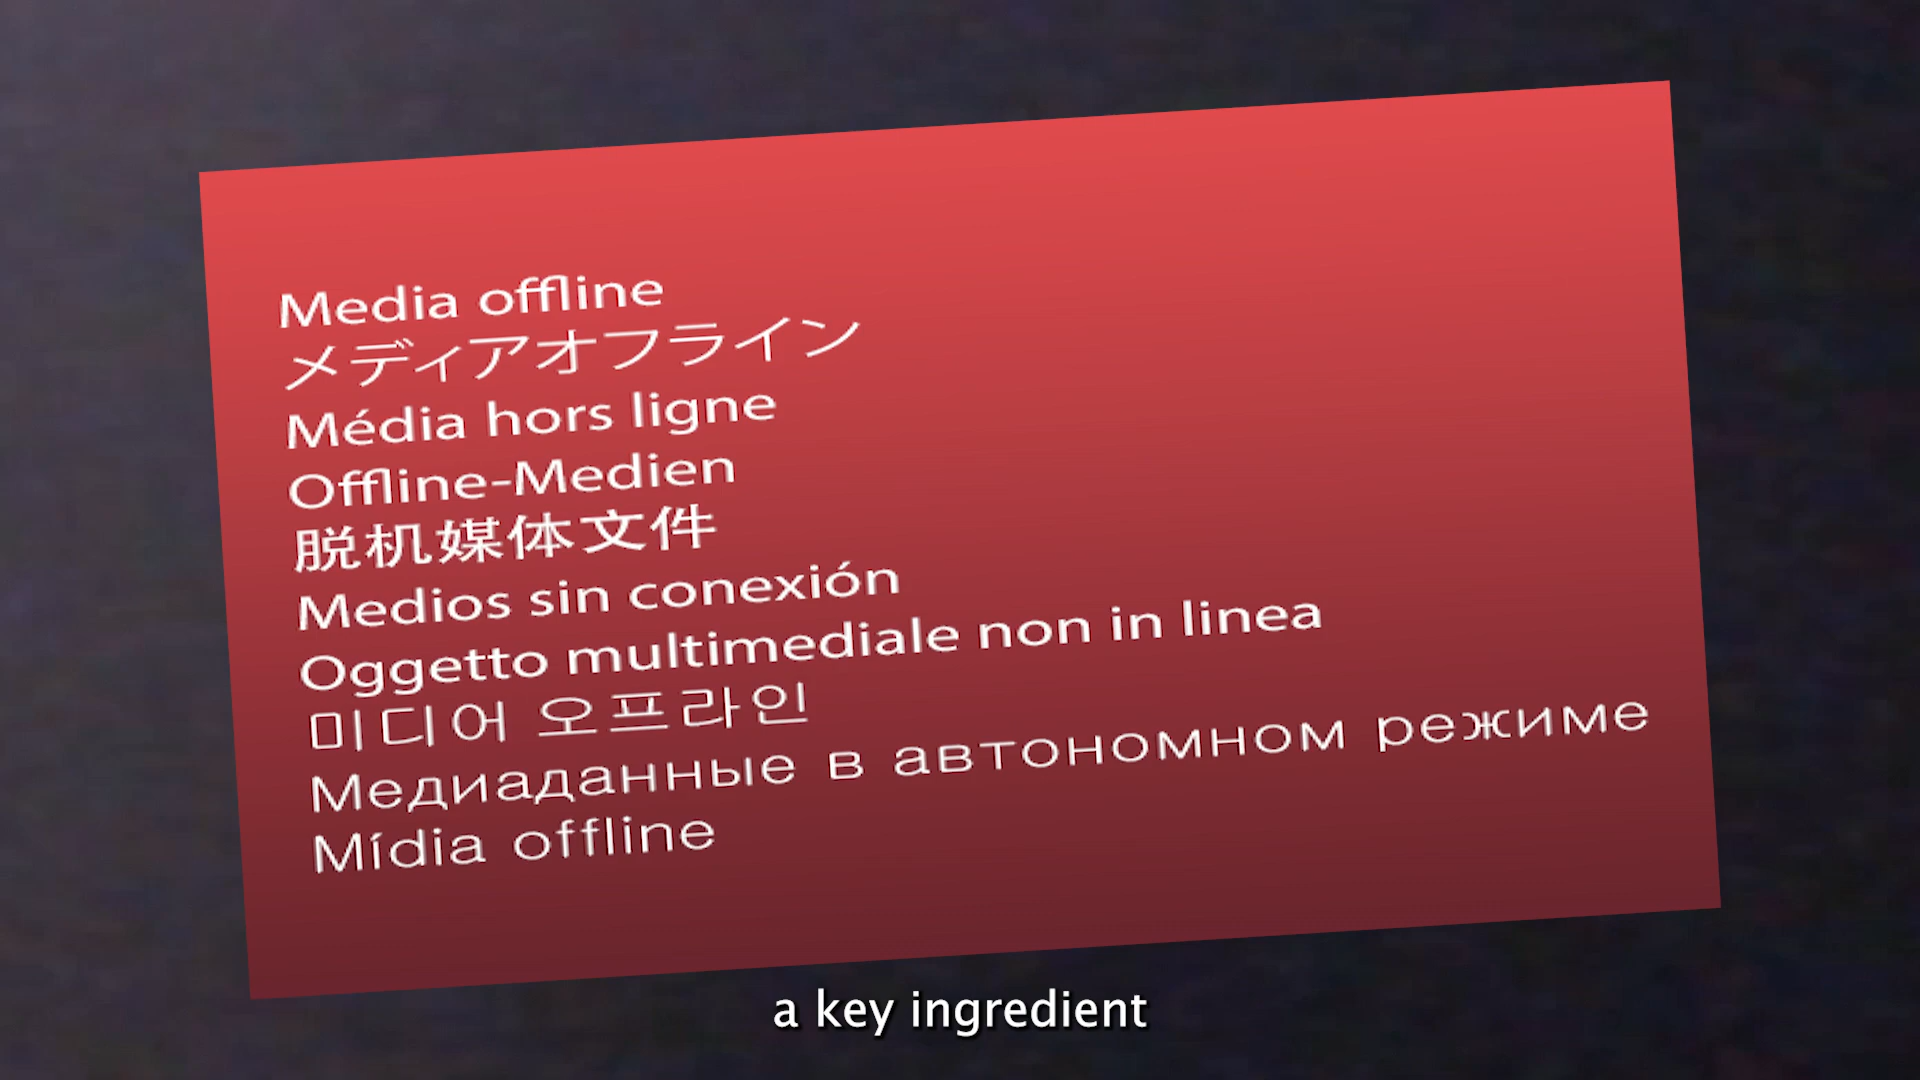 Media offline
メディアオフライン
Média hors ligne
Offline-Medien
脱机媒体文件
Medios sin conexión
Oggetto multimediale non in linea
미디어 오프라인
Медиаданные в автономном режиме
Mídia offline
a key ingredient